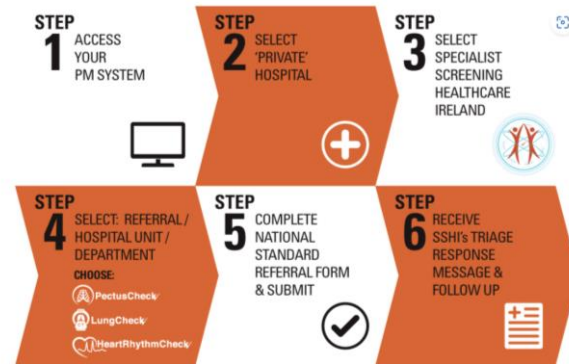 STEP
1 ACCESS
YOUR
PM SYSTEM
STEP
2 SELECT
'PRIVATE'
HOSPITAL
STEP
3 SELECT
SPECIALIST
SCREENING
HEALTHCARE
IRELAND
STEP
4 SELECT: REFERRAL /
HOSPITAL UNIT /
DEPARTMENT
CHOOSE:
PectusCheck
LungCheck
HeartRhythmCheck
STEP
5 COMPLETE
NATIONAL
STANDARD
REFERRAL FORM
& SUBMIT
STEP
6 RECEIVE
SSHI's TRIAGE
RESPONSE
MESSAGE &
FOLLOW UP